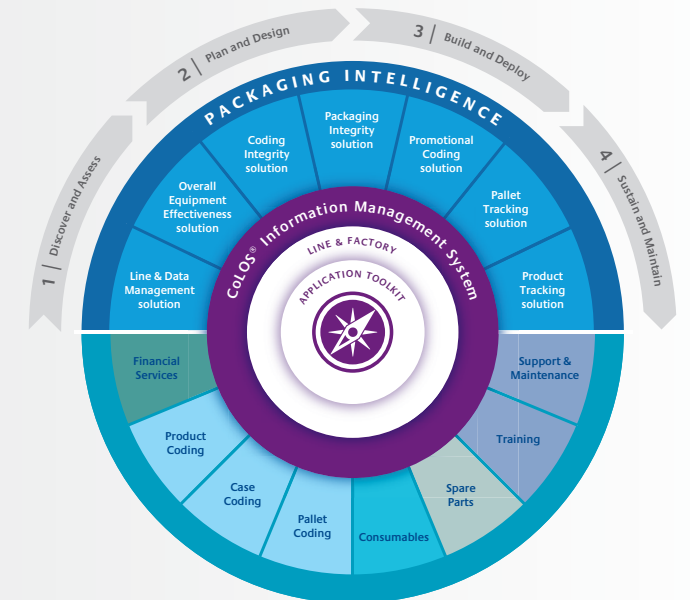 1 | Discover and Assess
2 | Plan and Design
3 | Build and Deploy
4 | Sustain and Maintain
PACKAGING INTELLIGENCE
Line & Data
Management
solution
Overall
Equipment
Effectiveness
solution
Coding
Integrity
solution
Packaging
Integrity
solution
Promotional
Coding
solution
Pallet
Tracking
solution
Product
Tracking
solution
CoLOS® Information Management System
LINE & FACTORY
APPLICATION TOOLKIT
Financial
Services
Product
Coding
Case
Coding
Pallet
Coding
Consumables
Spare
Parts
Training
Support &
Maintenance